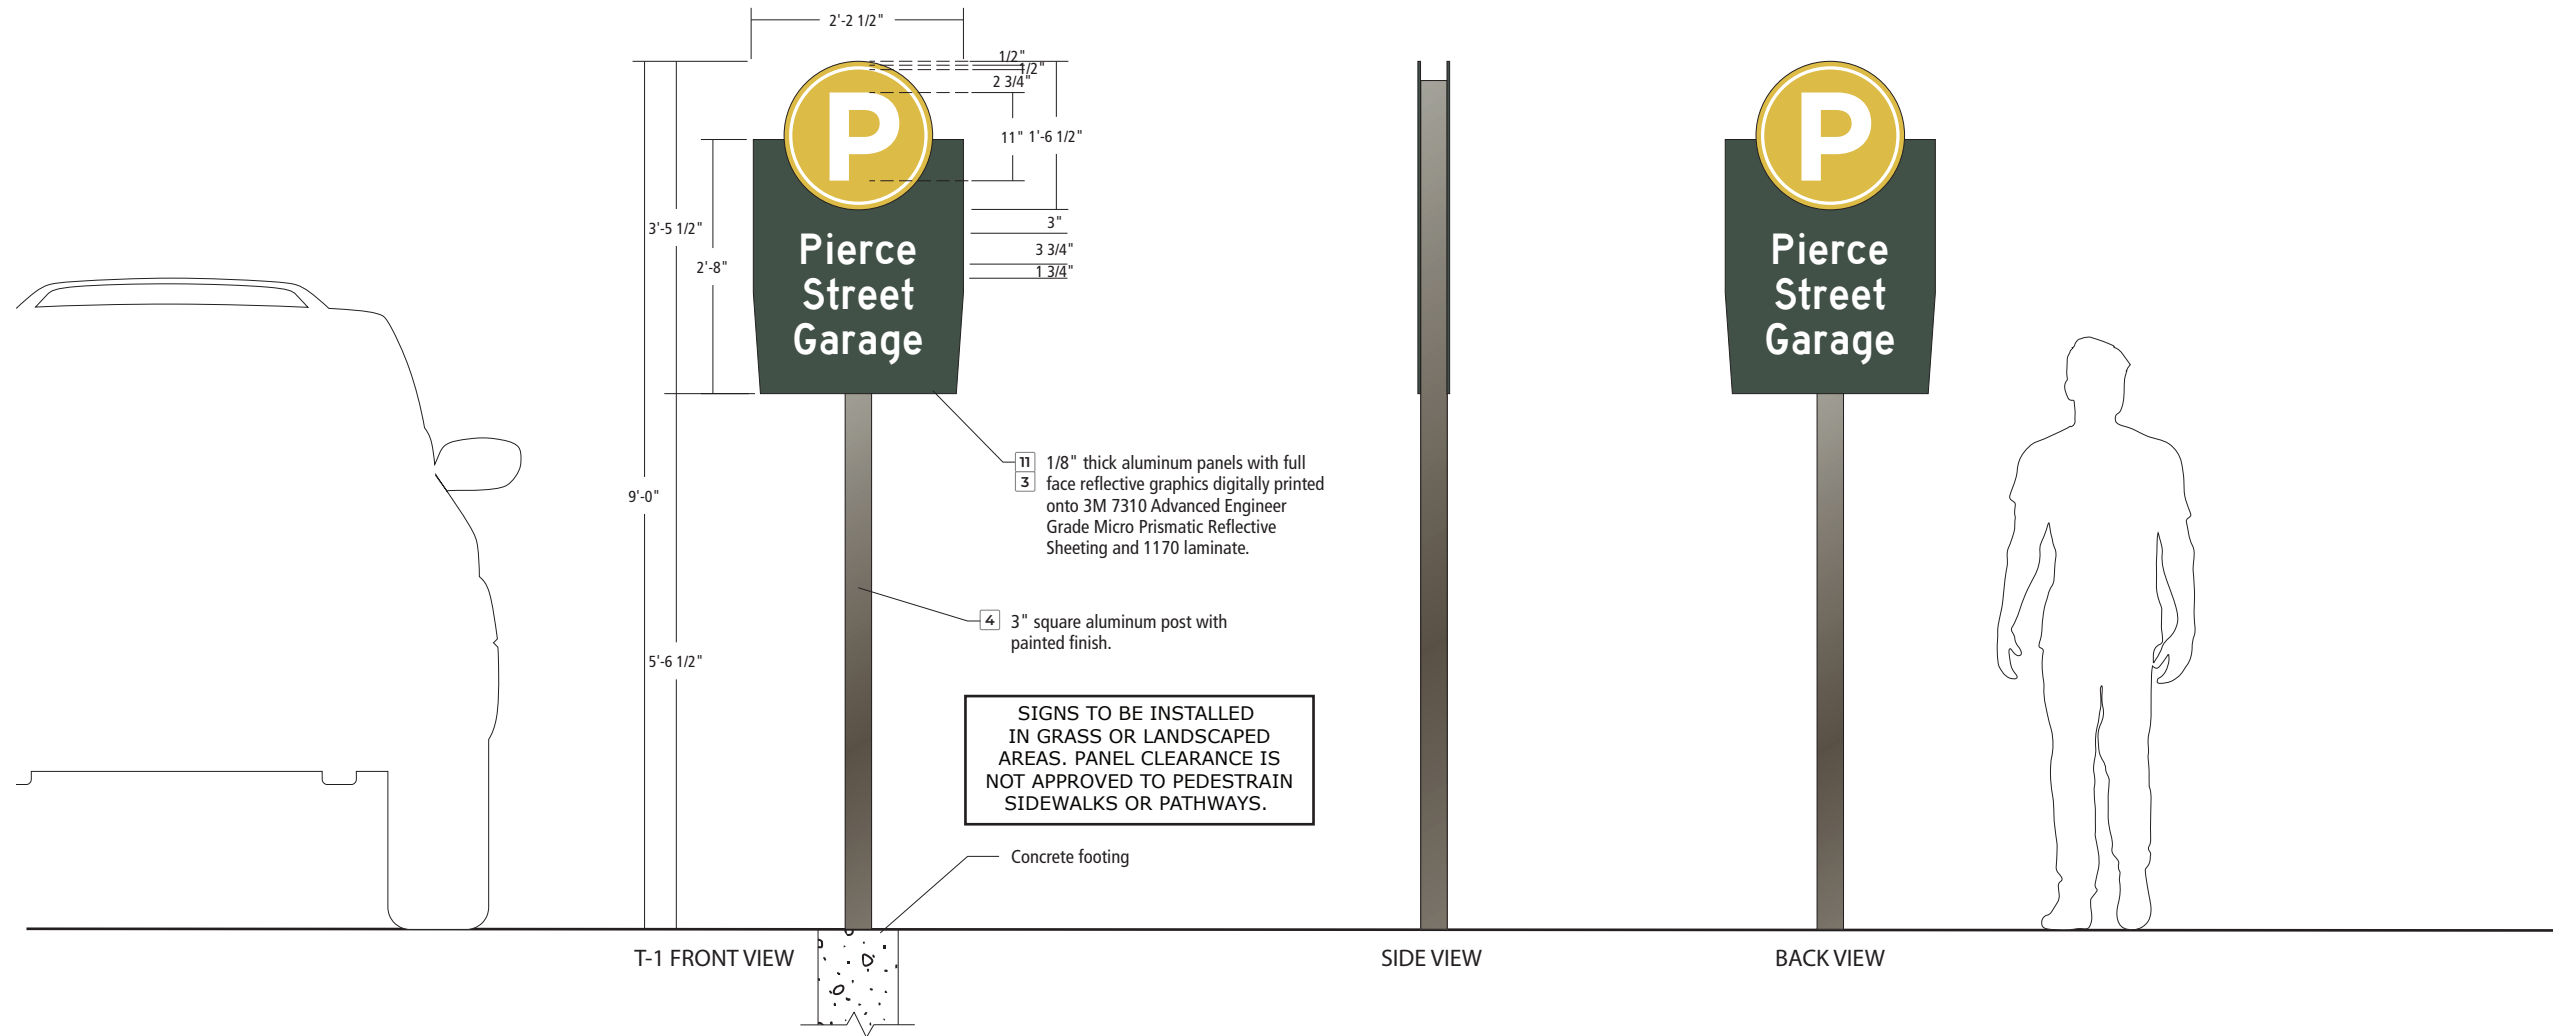 2'-2 1/2"
1/2"
1/2"
2 3/4"
11" 1'-6 1/2"
3'-5 1/2"
2'-8"
3"
3 3/4"
1 3/4"
9'-0"
5'-6 1/2"
P
Pierce
Street
Garage
P
Pierce
Street
Garage
11
3
1/8" thick aluminum panels with full
face reflective graphics digitally printed
onto 3M 7310 Advanced Engineer
Grade Micro Prismatic Reflective
Sheeting and 1170 laminate.
4
3" square aluminum post with
painted finish.
SIGNS TO BE INSTALLED
IN GRASS OR LANDSCAPED
AREAS. PANEL CLEARANCE IS
NOT APPROVED TO PEDESTRAIN
SIDEWALKS OR PATHWAYS.
Concrete footing
T-1 FRONT VIEW
SIDE VIEW
BACK VIEW